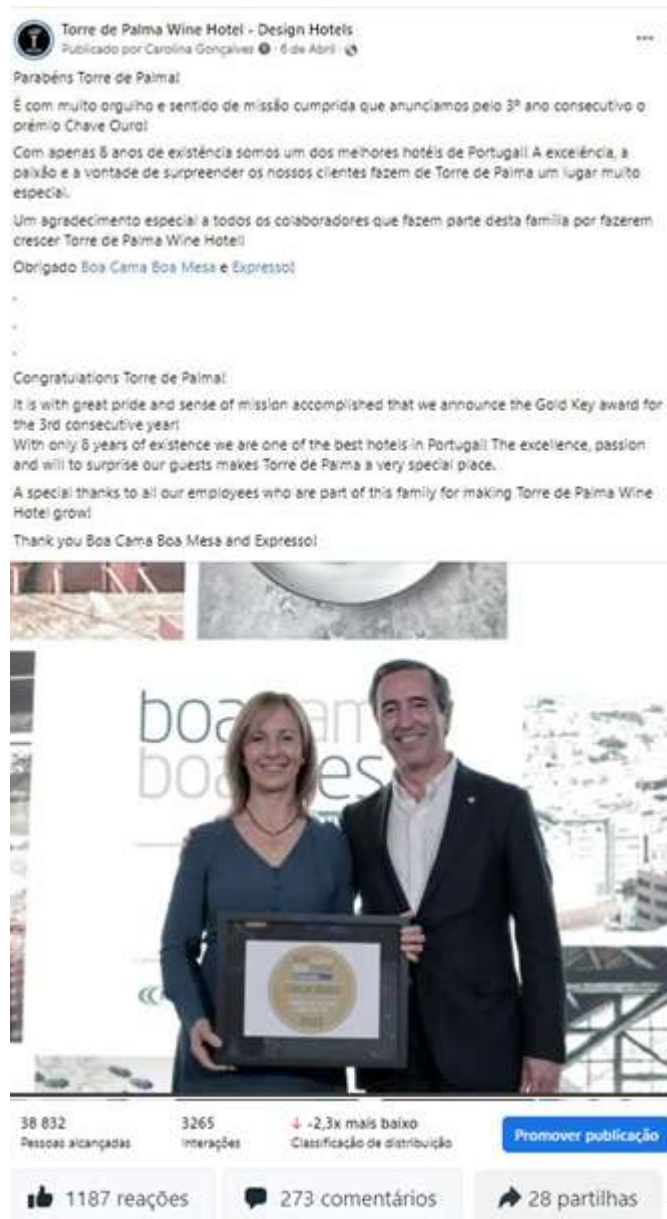 Torre de Palma Wine Hotel - Design Hotels
Publicado por Carolina Gonçalves · 6 de Abril ·
Parabéns Torre de Palma!
É com muito orgulho e sentido de missão cumprida que anunciamos pelo 3º ano consecutivo o
prémio Chave Ouro!
Com apenas 8 anos de existência somos um dos melhores hotéis de Portugal! A excelência, a
paixão e a vontade de surpreender os nossos clientes fazem de Torre de Palma um lugar muito
especial.
Um agradecimento especial a todos os colaboradores que fazem parte desta família por fazerem
crescer Torre de Palma Wine Hotel!
Obrigado Boa Cama Boa Mesa e Expresso!
.
.
.
Congratulations Torre de Palma!
It is with great pride and sense of mission accomplished that we announce the Gold Key award for
the 3rd consecutive year!
With only 8 years of existence we are one of the best hotels in Portugal! The excellence, passion
and will to surprise our guests makes Torre de Palma a very special place.
A special thanks to all our employees who are part of this family for making Torre de Palma Wine
Hotel grow!
Thank you Boa Cama Boa Mesa and Expresso!
boa am
boa es
38 832
Pessoas alcançadas
3265
Interações
-2,3x mais baixo
Classificação de distribuição
Promover publicação
1187 reações
273 comentários
28 partilhas